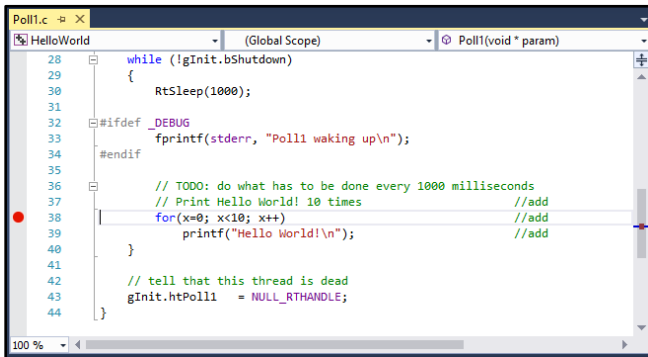 Poll1.c
HelloWorld (Global Scope) Poll1(void * param)
28 while (!gInit.bShutdown)
29 {
30 RtSleep(1000);
31
32 #ifdef _DEBUG
33 fprintf(stderr, "Poll1 waking up\n");
34 #endif
35
36 // TODO: do what has to be done every 1000 milliseconds
37 // Print Hello World! 10 times //add
38 for(x=0; x<10; x++) //add
39 printf("Hello World!\n"); //add
40 }
41
42 // tell that this thread is dead
43 gInit.htPoll1 = NULL_RTHANDLE;
44 }
100 %